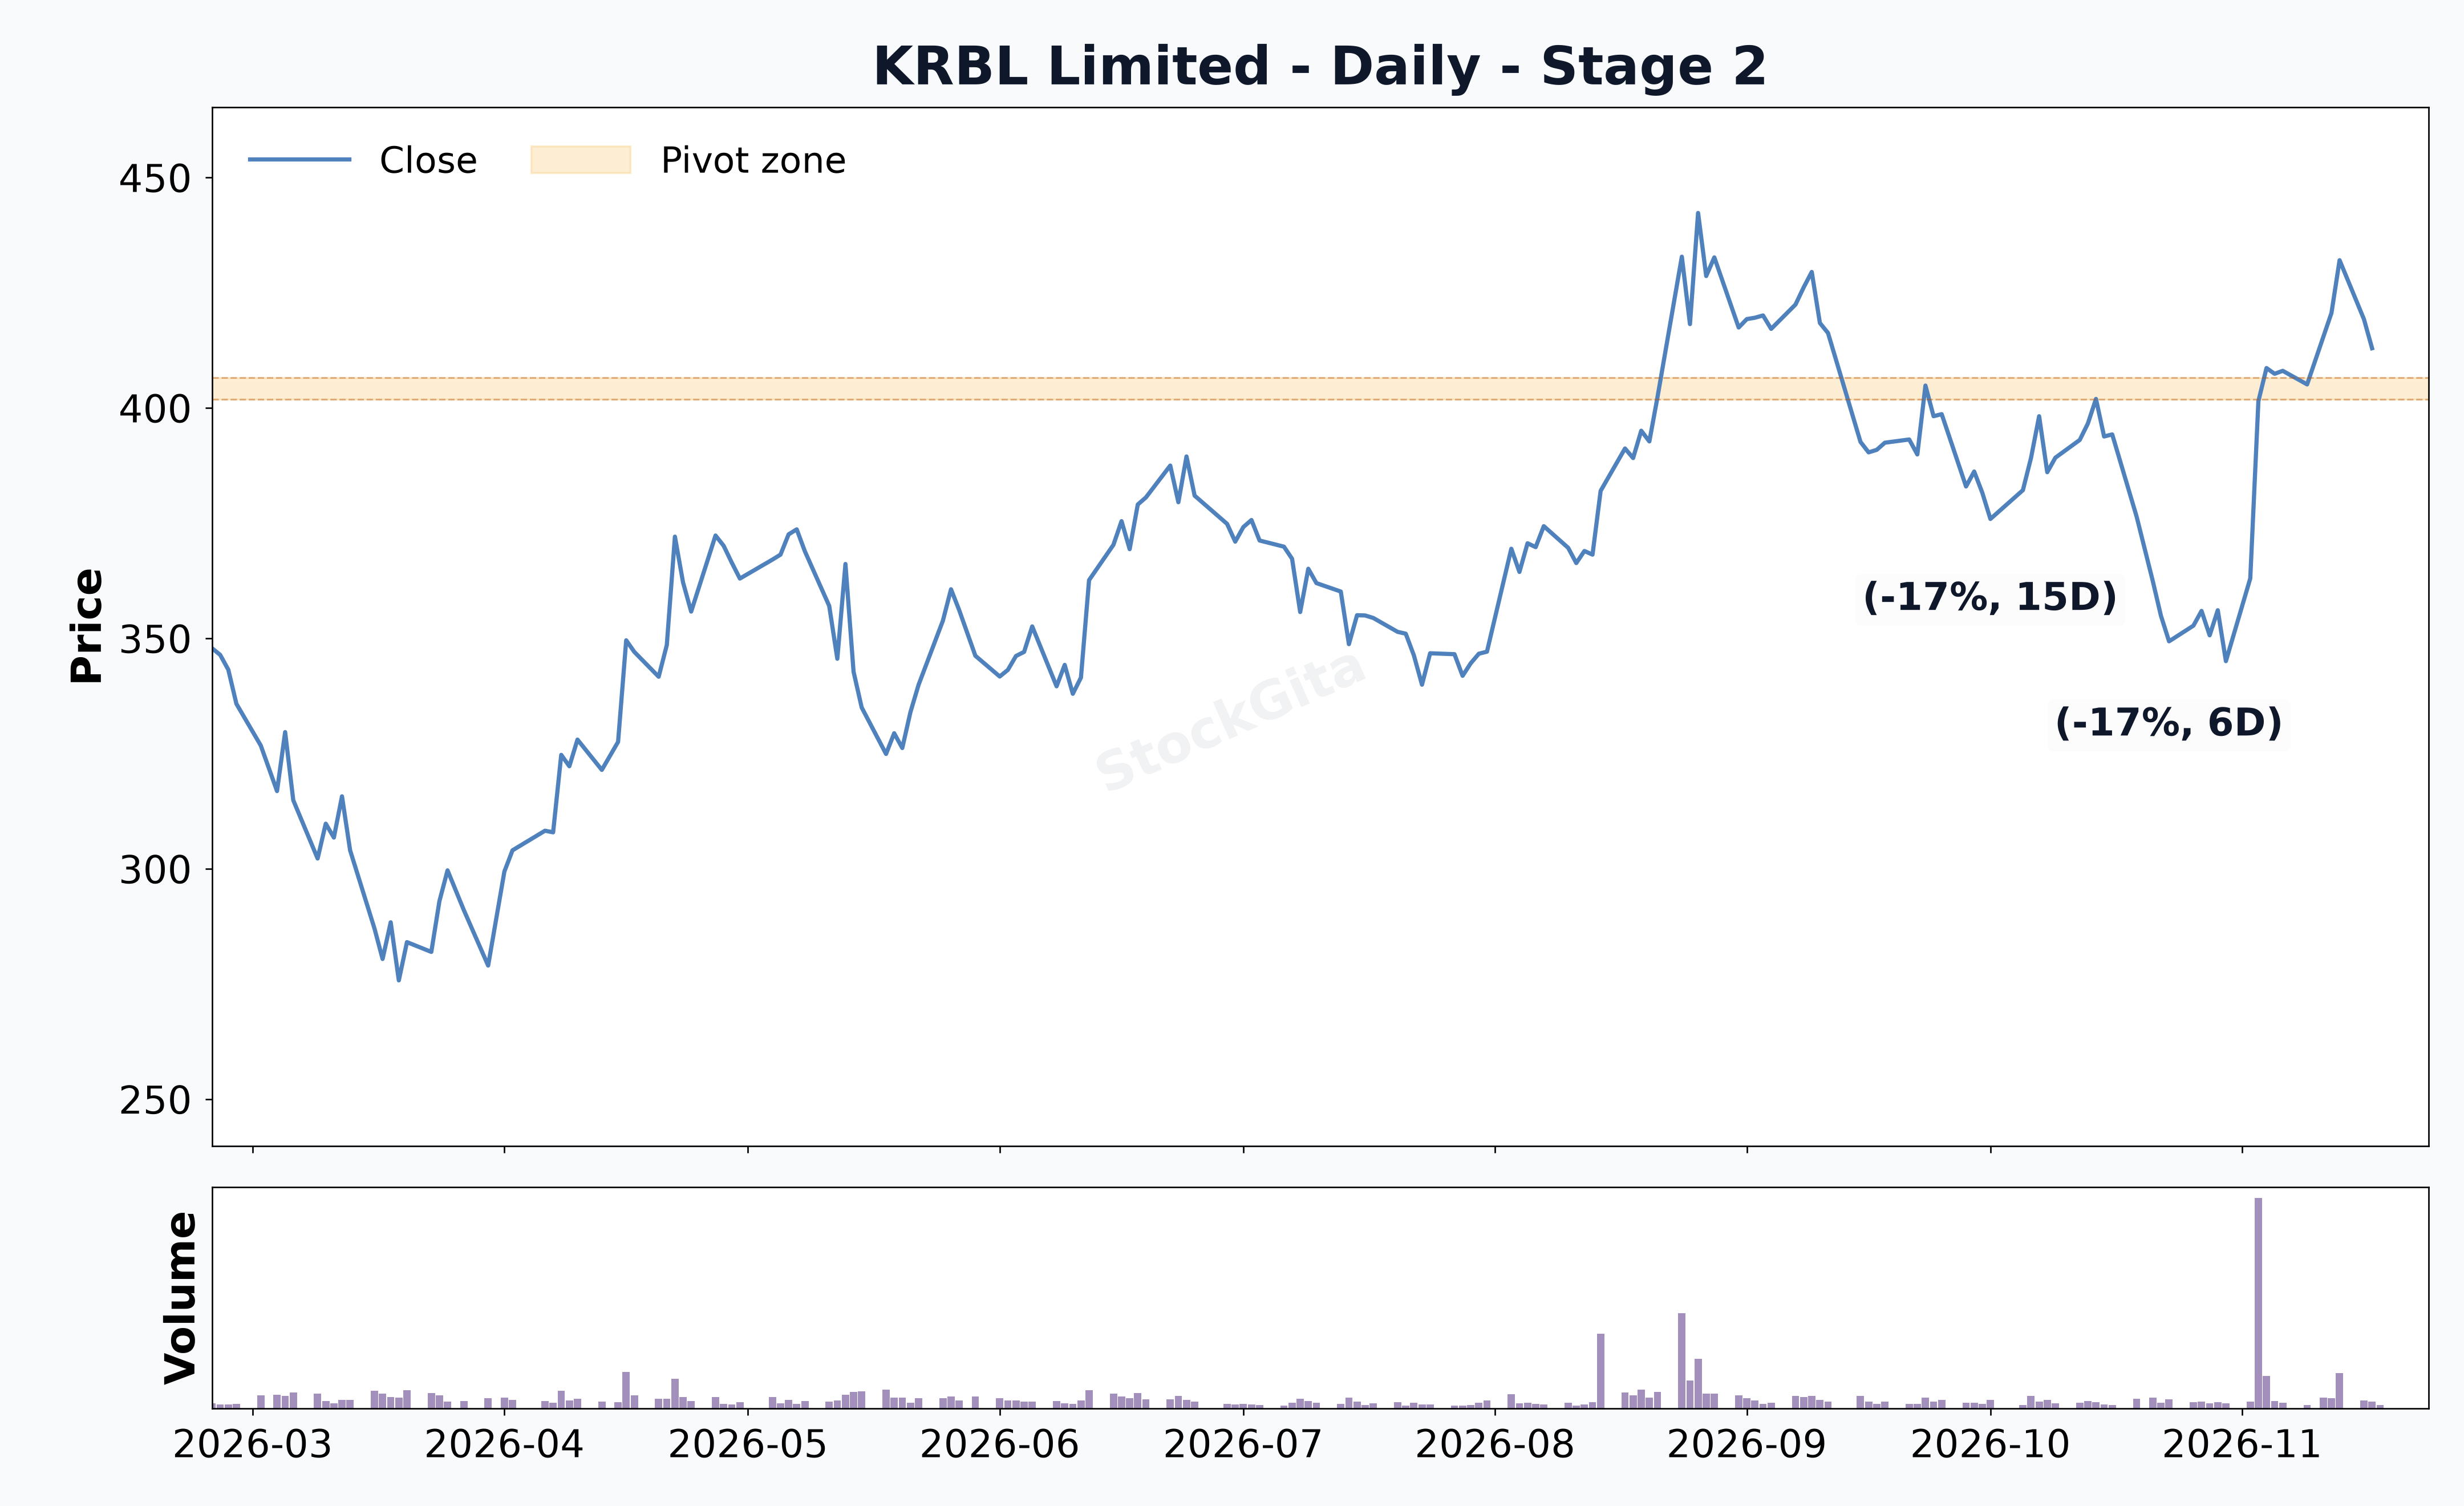 KRBL Limited - Daily - Stage 2
Close
Pivot zone
Price
450
400
350
300
250
(-17%, 15D)
(-17%, 6D)
StockGita
Volume
2026-03
2026-04
2026-05
2026-06
2026-07
2026-08
2026-09
2026-10
2026-11